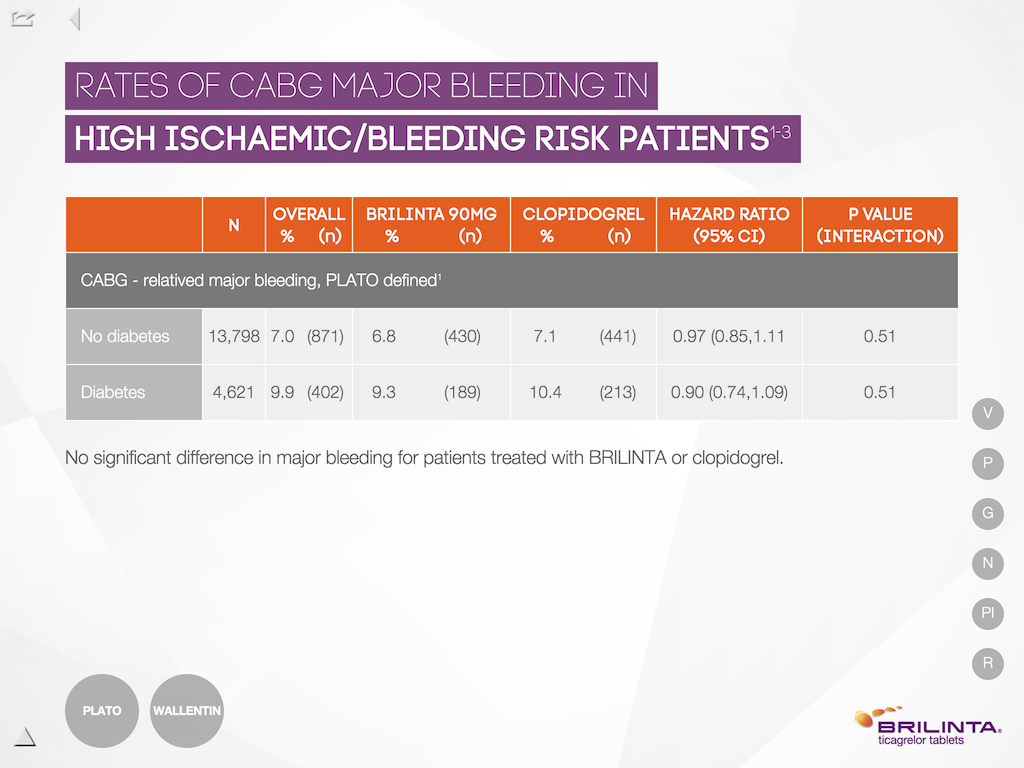 RATES OF CABG MAJOR BLEEDING IN
HIGH ISCHAEMIC/BLEEDING RISK PATIENTS¹⁻³
N OVERALL % (n) BRILINTA 90MG % (n) CLOPIDOGREL % (n) HAZARD RATIO (95% CI) P VALUE (INTERACTION)
CABG - relatived major bleeding, PLATO defined¹
No diabetes 13,798 7.0 (871) 6.8 (430) 7.1 (441) 0.97 (0.85,1.11 0.51
Diabetes 4,621 9.9 (402) 9.3 (189) 10.4 (213) 0.90 (0.74,1.09) 0.51
No significant difference in major bleeding for patients treated with BRILINTA or clopidogrel.
V
P
G
N
PI
R
PLATO WALLENTIN
BRILINTA®
ticagrelor tablets